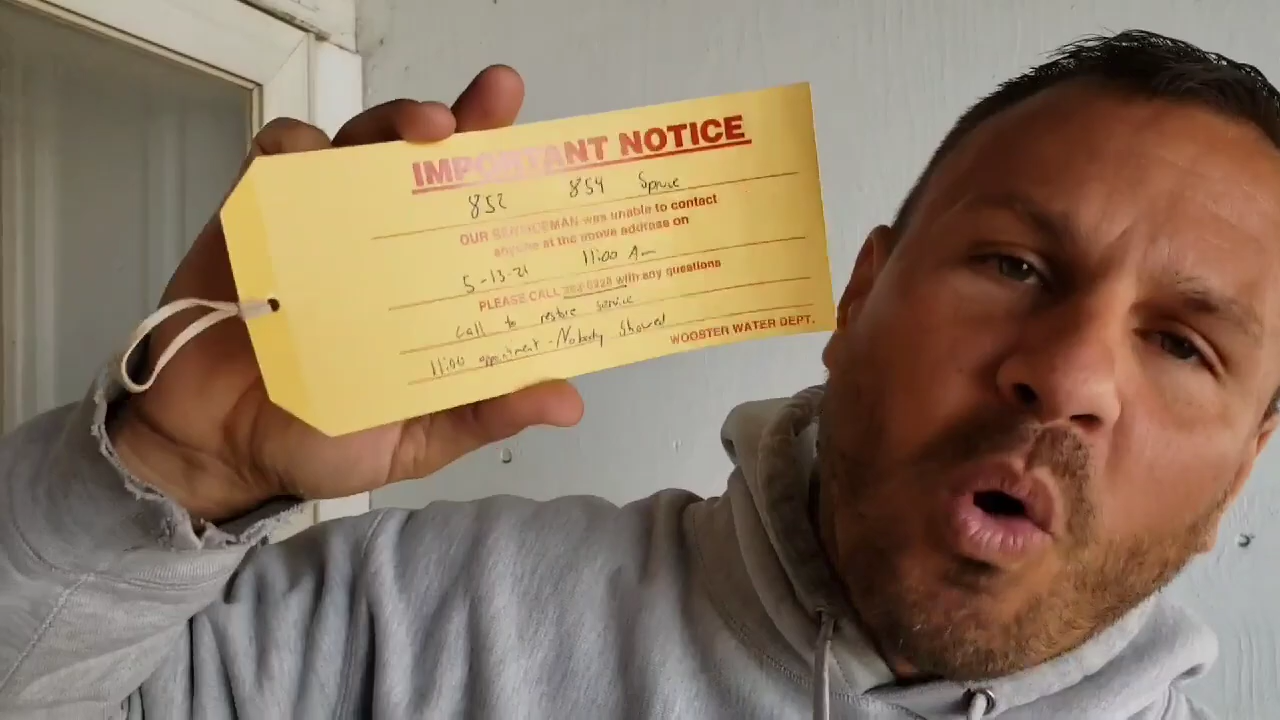 IMPORTANT NOTICE
852 854 Spruce
OUR SERVICEMAN was unable to contact
anyone at the above address on
5-13-21 11:00 Am
PLEASE CALL with any questions
call to restore service
11:00 appointment - Nobody Showed
WOOSTER WATER DEPT.